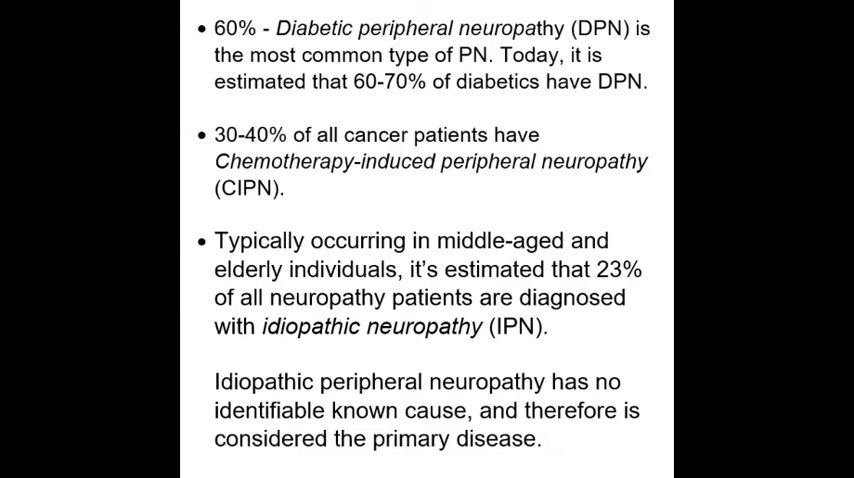 • 60% - Diabetic peripheral neuropathy (DPN) is
the most common type of PN. Today, it is
estimated that 60-70% of diabetics have DPN.
• 30-40% of all cancer patients have
Chemotherapy-induced peripheral neuropathy
(CIPN).
• Typically occurring in middle-aged and
elderly individuals, it’s estimated that 23%
of all neuropathy patients are diagnosed
with idiopathic neuropathy (IPN).
Idiopathic peripheral neuropathy has no
identifiable known cause, and therefore is
considered the primary disease.